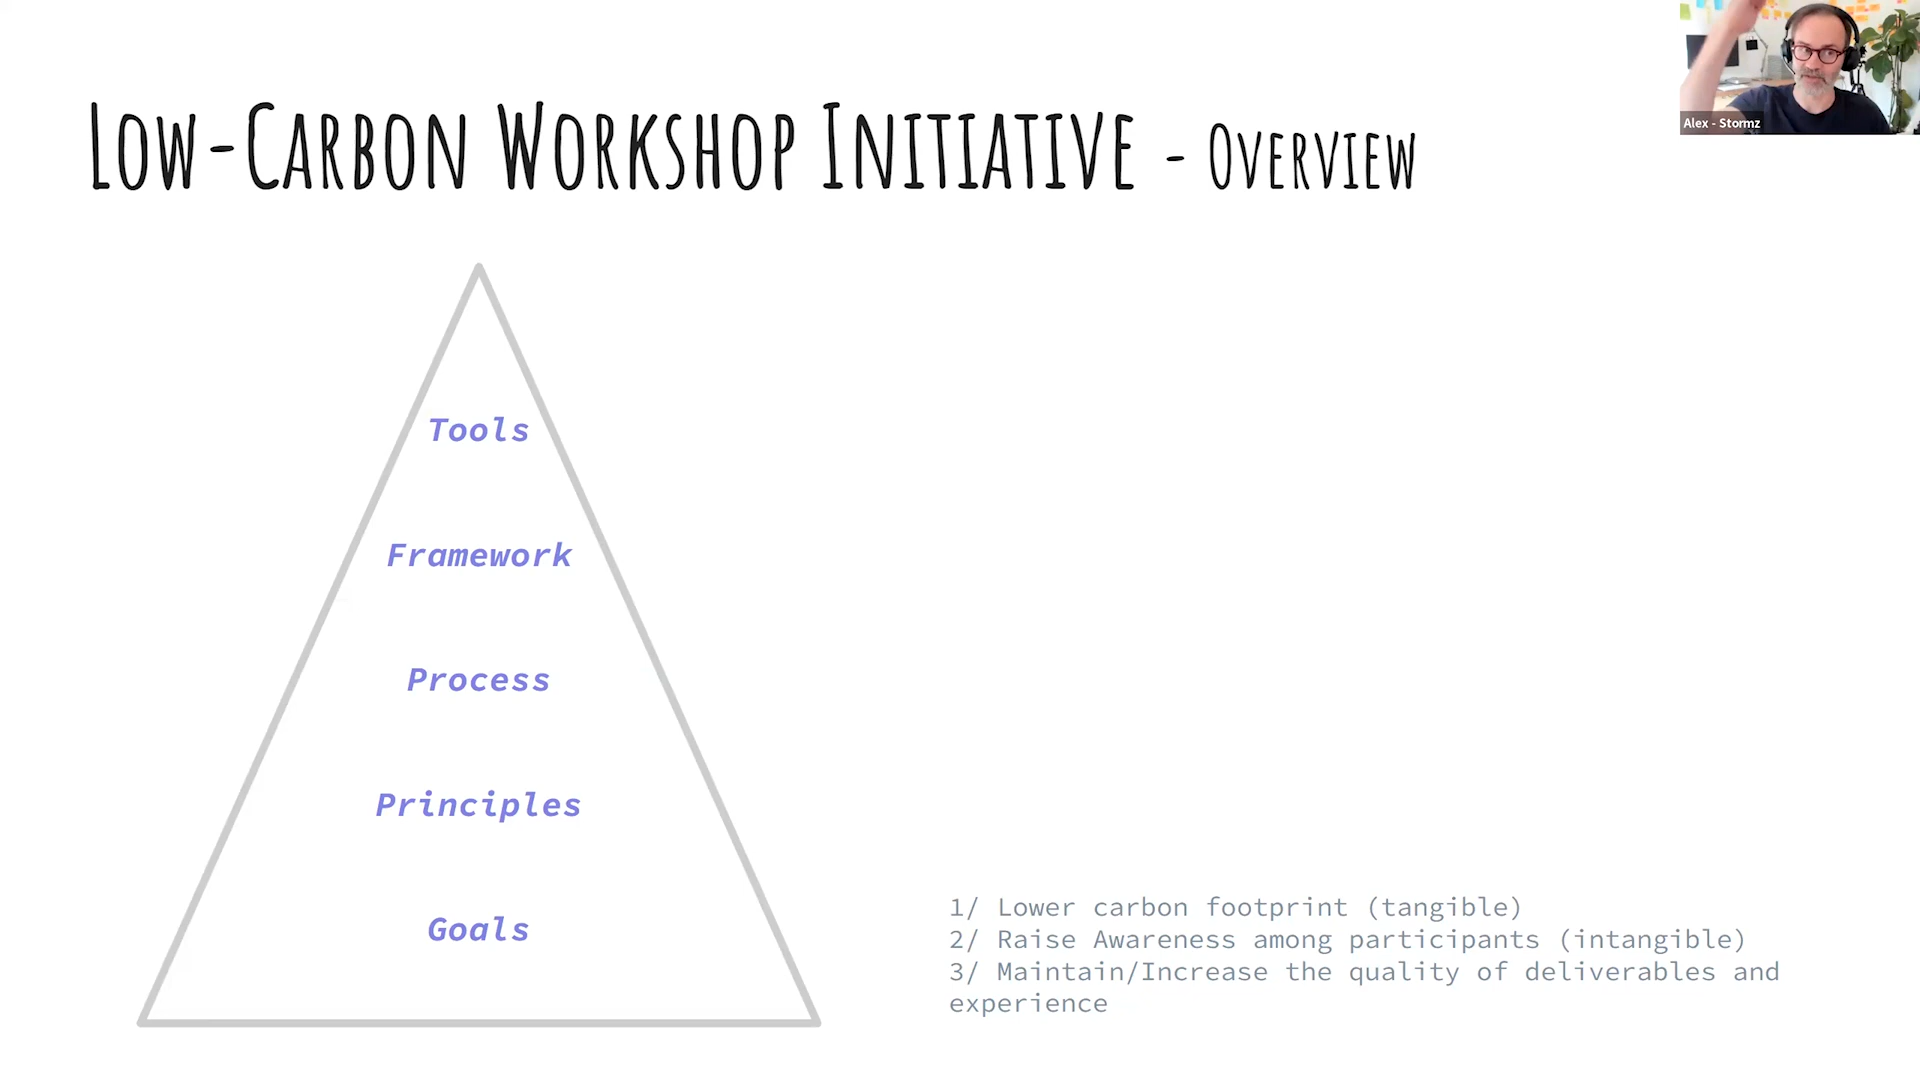 Low-Carbon Workshop Initiative - Overview
Alex - Stormz
Tools
Framework
Process
Principles
Goals
1/ Lower carbon footprint (tangible)
2/ Raise Awareness among participants (intangible)
3/ Maintain/Increase the quality of deliverables and
experience